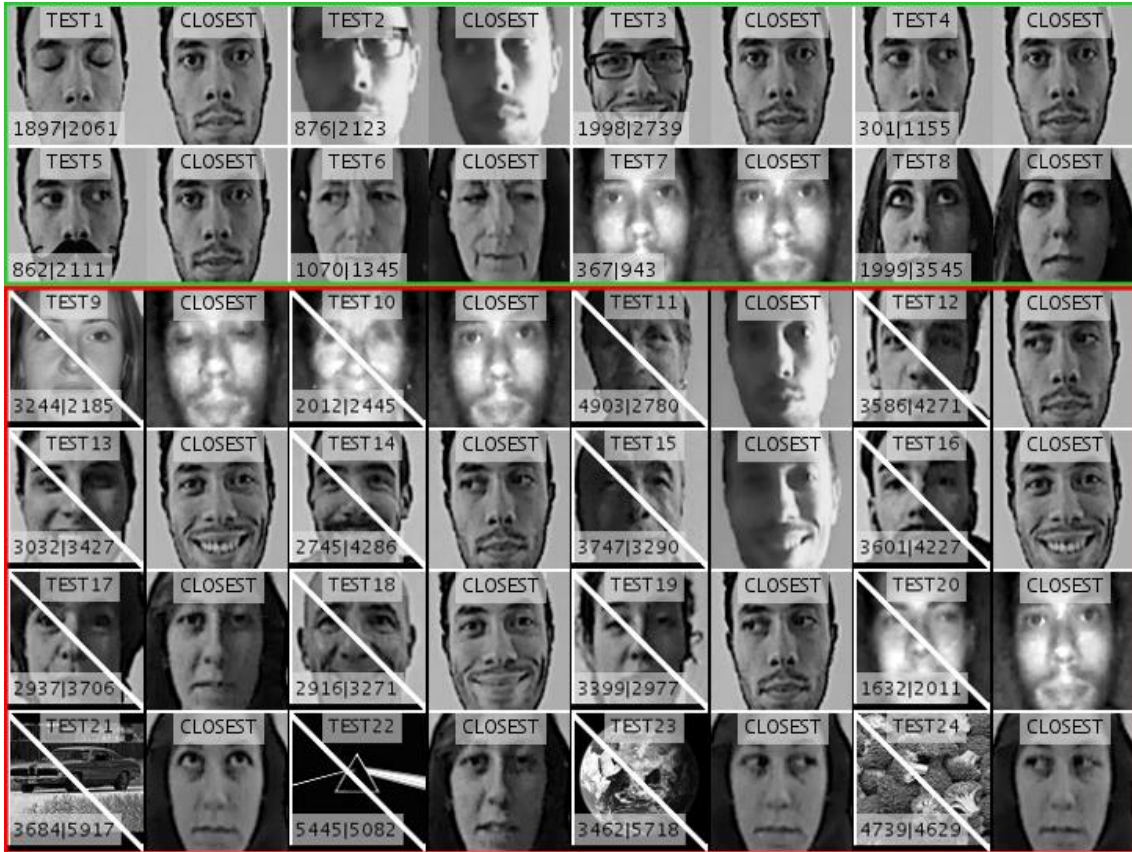 TEST1 CLOSEST TEST2 CLOSEST TEST3 CLOSEST TEST4 CLOSEST
1897|2061 876|2123 1998|2739 301|1155
TEST5 CLOSEST TEST6 CLOSEST TEST7 CLOSEST TEST8 CLOSEST
862|2111 1070|1345 367|943 1999|3545
TEST9 CLOSEST TEST10 CLOSEST TEST11 CLOSEST TEST12 CLOSEST
3244|2185 2012|2445 4903|2780 3586|4271
TEST13 CLOSEST TEST14 CLOSEST TEST15 CLOSEST TEST16 CLOSEST
3032|3427 2745|4286 3747|3290 3601|4227
TEST17 CLOSEST TEST18 CLOSEST TEST19 CLOSEST TEST20 CLOSEST
2937|3706 2916|3271 3399|2977 1632|2011
TEST21 CLOSEST TEST22 CLOSEST TEST23 CLOSEST TEST24 CLOSEST
3684|5917 5445|5082 3462|5718 4739|4629